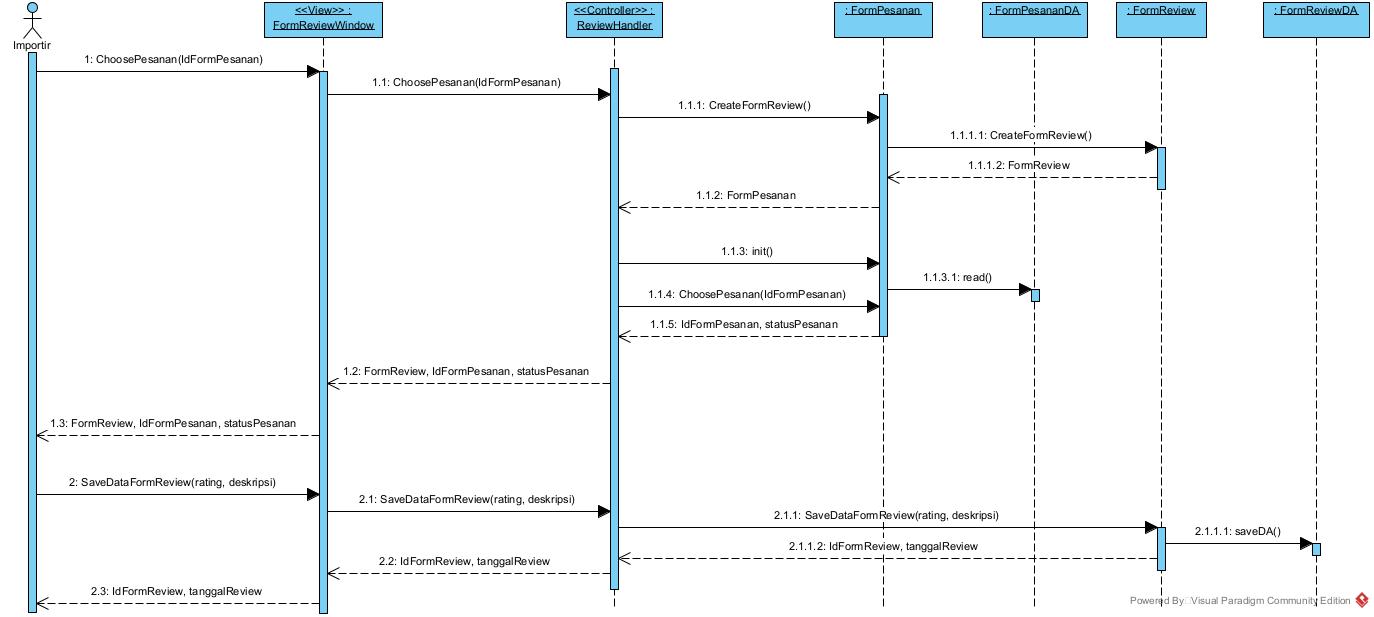 <<View>> :
FormReviewWindow
<<Controller>> :
ReviewHandler
: FormPesanan
: FormPesananDA
: FormReview
: FormReviewDA
Importir
1: ChoosePesanan(IdFormPesanan)
1.1: ChoosePesanan(IdFormPesanan)
1.1.1: CreateFormReview()
1.1.1.1: CreateFormReview()
1.1.1.2: FormReview
1.1.2: FormPesanan
1.1.3: init()
1.1.3.1: read()
1.1.4: ChoosePesanan(IdFormPesanan)
1.1.5: IdFormPesanan, statusPesanan
1.2: FormReview, IdFormPesanan, statusPesanan
1.3: FormReview, IdFormPesanan, statusPesanan
2: SaveDataFormReview(rating, deskripsi)
2.1: SaveDataFormReview(rating, deskripsi)
2.1.1: SaveDataFormReview(rating, deskripsi)
2.1.1.1: saveDA()
2.1.1.2: IdFormReview, tanggalReview
2.2: IdFormReview, tanggalReview
2.3: IdFormReview, tanggalReview
Powered By Visual Paradigm Community Edition